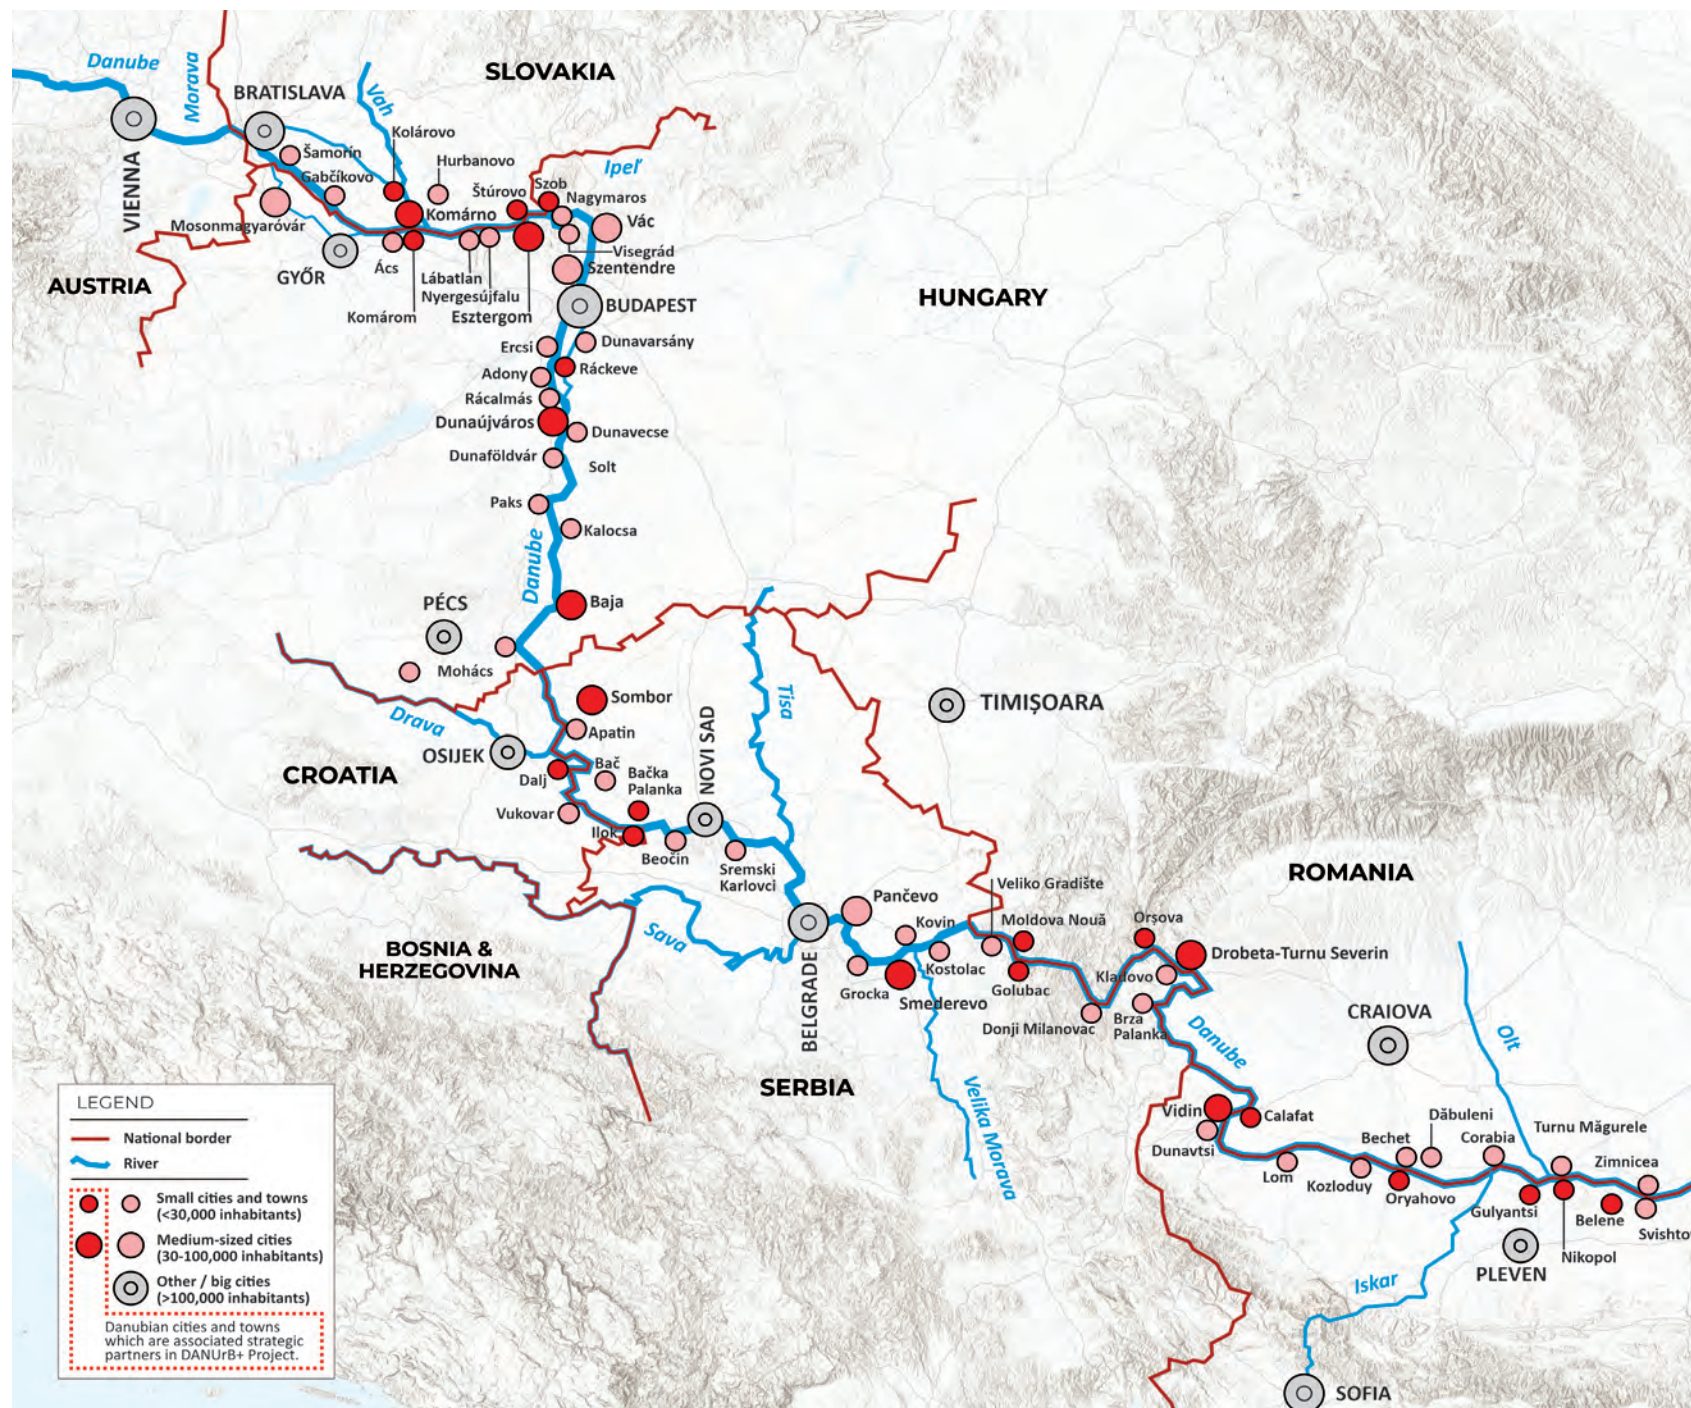 SLOVAKIA
Danube
Morava
BRATISLAVA
Vah
Kolárovo
Šamorín
Hurbanovo
Ipeľ
VIENNA
Gabčíkovo
Štúrovo
Szob
Nagymaros
Mosonmagyaróvár
Komárno
Vác
Visegrád
GYŐR
Ács
Lábatlan
Szentendre
AUSTRIA
Nyergesújfalu
HUNGARY
Komárom
Esztergom
BUDAPEST
Ercsi
Dunavarsány
Adony
Ráckeve
Rácalmás
Dunaújváros
Dunavecse
Dunaföldvár
Solt
Paks
Kalocsa
Danube
PÉCS
Baja
Mohács
Sombor
Tisa
TIMIȘOARA
Drava
Apatin
OSIJEK
NOVI SAD
CROATIA
Dalj
Bač
Bačka
Palanka
Vukovar
Ilok
Beočin
Sremski
Karlovci
ROMANIA
Veliko Gradište
Pančevo
Moldova Nouă
Orșova
Kovin
Sava
BOSNIA &
HERZEGOVINA
Drobeta-Turnu Severin
Kostolac
Kladovo
BELGRADE
Grocka
Golubac
Smederevo
CRAIOVA
Donji Milanovac
Brza
Palanka
Danube
Olt
SERBIA
Velika Morava
Vidin
Calafat
Dăbuleni
Turnu Măgurele
Dunavtsi
Bechet
Corabia
Zimnicea
Lom
Kozloduy
Oryahovo
Gulyantsi
Belene
Svishtov
Nikopol
PLEVEN
Iskar
SOFIA
LEGEND
National border
River
Small cities and towns
(<30,000 inhabitants)
Medium-sized cities
(30-100,000 inhabitants)
Other / big cities
(>100,000 inhabitants)
Danubian cities and towns
which are associated strategic
partners in DANUrB+ Project.